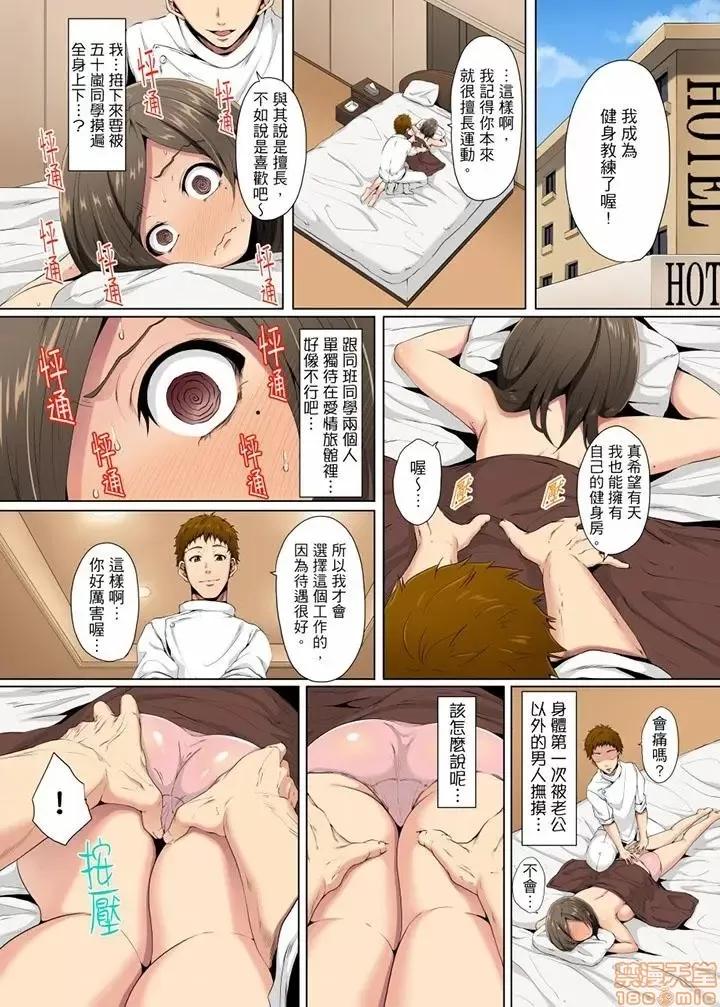 我成為
健身教練了喔！
HOTEL
HOT
…這樣啊，
我記得你本來
就很擅長運動。
與其說是擅長，
不如說是喜歡吧～
我…接下來要被
五十嵐同學摸遍
全身上下…？
怦通
怦通
怦通
怦通
怦通
真希望有天
我也能擁有
自己的健身房。
壓
壓
喔～…
跟同班同學兩個人
單獨待在愛情旅館裡…
好像不行吧…
怦通
怦通
怦通
怦通
所以我才會
選擇這個工作的，
因為待遇很好。
這樣啊…
你好厲害喔…
會痛嗎？
身體第一次被老公
以外的男人撫摸…
不會…
該怎麼說呢…
！
按壓
禁漫天堂
18comic